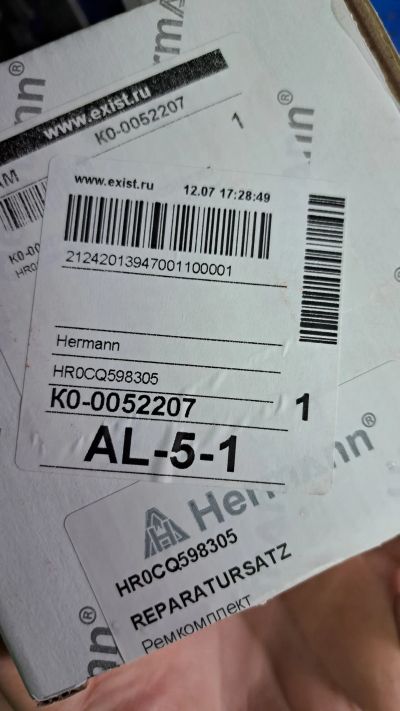 www.exist.ru
K0-0052207
1
www.exist.ru 12.07 17:28:49
21242013947001100001
Hermann
HR0CQ598305
K0-0052207
1
AL-5-1
Hermann®
HR0CQ598305
REPARATURSATZ
Ремкомплект